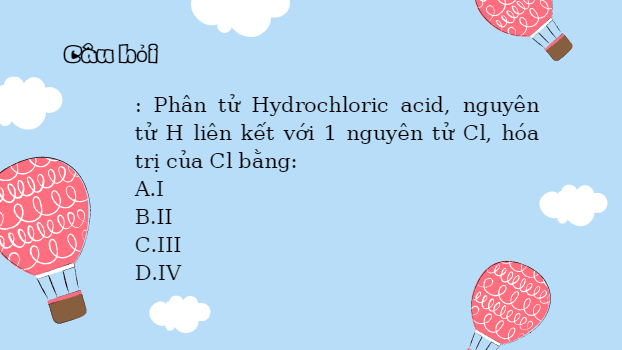 Câu hỏi
: Phân tử Hydrochloric acid, nguyên
tử H liên kết với 1 nguyên tử Cl, hóa
trị của Cl bằng:
A.I
B.II
C.III
D.IV